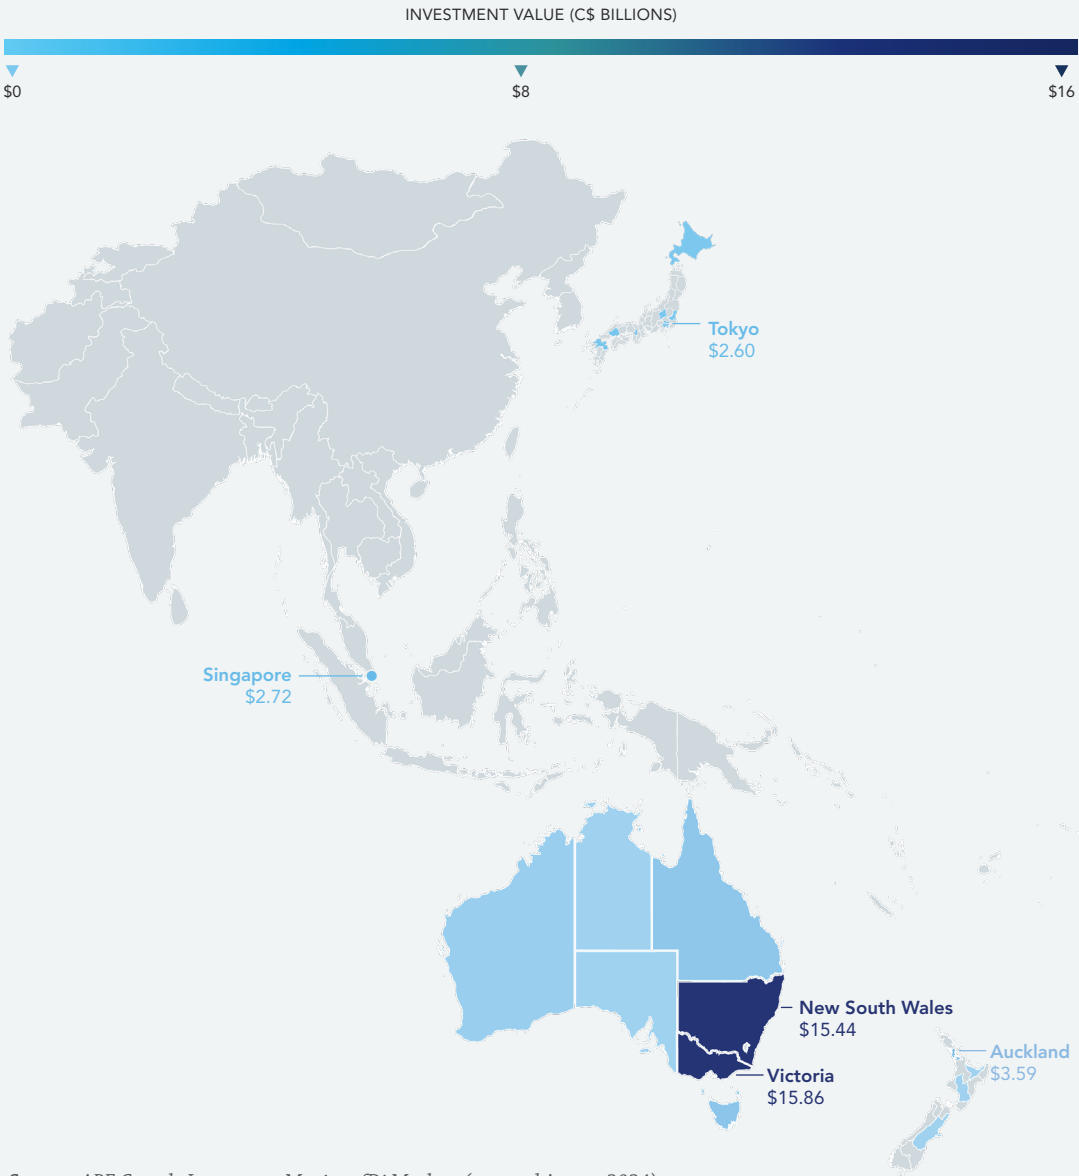 INVESTMENT VALUE (C$ BILLIONS)
$0
$8
$16
Tokyo
$2.60
Singapore
$2.72
New South Wales
$15.44
Auckland
$3.59
Victoria
$15.86